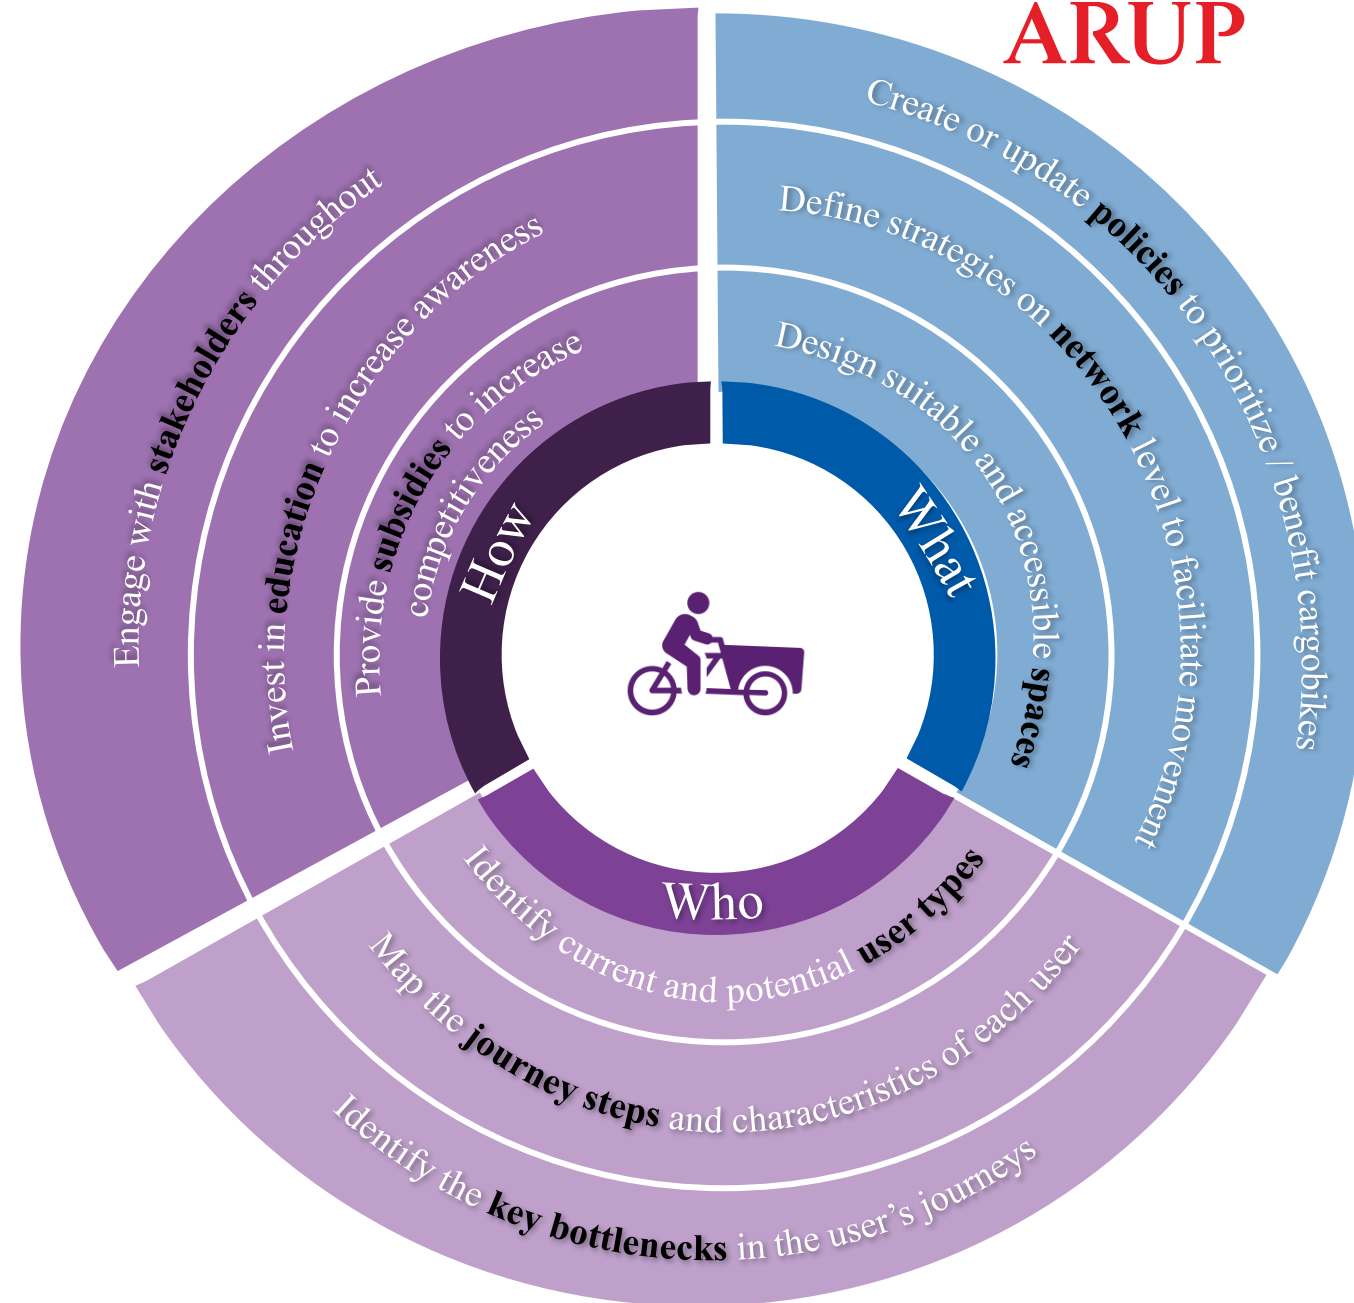 ARUP
Create or update policies to prioritize / benefit cargobikes
Define strategies on network level to facilitate movement
Design suitable and accessible spaces
What
Engage with stakeholders throughout
Invest in education to increase awareness
Provide subsidies to increase
competitiveness
How
Who
Identify current and potential user types
Map the journey steps and characteristics of each user
Identify the key bottlenecks in the user’s journeys